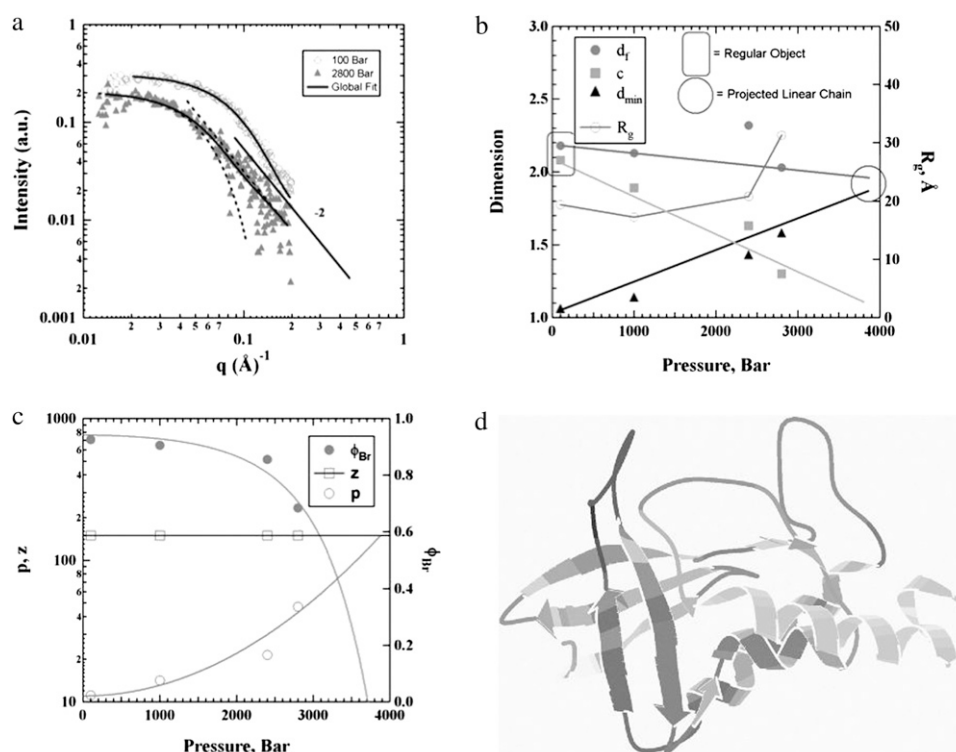 a
1
0.1
0.01
0.001
Intensity (a.u.)
100 Bar
2800 Bar
Global Fit
-2
0.01
2
3
4
5
6
7
0.1
2
3
4
5
6
7
1
q (Å)-1
b
3.0
2.5
2.0
1.5
1.0
Dimension
df
c
dmin
Rg
= Regular Object
= Projected Linear Chain
50
40
30
20
10
0
Rg, Å
0
1000
2000
3000
4000
Pressure, Bar
c
1000
8
6
4
2
100
8
6
4
2
10
p, z
ϕBr
z
p
1.0
0.8
0.6
0.4
0.2
0.0
ϕBr
0
1000
2000
3000
4000
Pressure, Bar
d